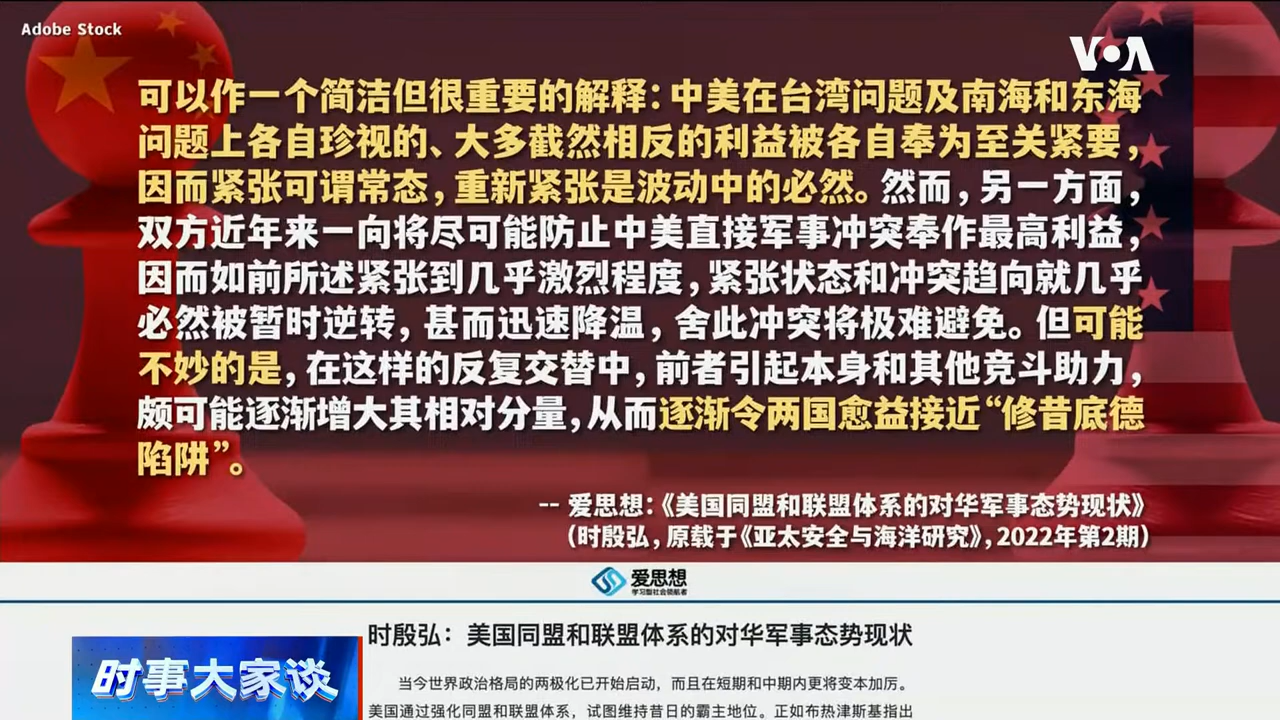 Adobe Stock
VOA
可以作一个简洁但很重要的解释：中美在台湾问题及南海和东海
问题上各自珍视的、大多截然相反的利益被各自奉为至关紧要，
因而紧张可谓常态，重新紧张是波动中的必然。然而，另一方面，
双方近年来一向将尽可能防止中美直接军事冲突奉作最高利益，
因而如前所述紧张到几乎激烈程度，紧张状态和冲突趋向就几乎
必然被暂时逆转，甚而迅速降温，舍此冲突将极难避免。但可能
不妙的是，在这样的反复交替中，前者引起本身和其他竞斗助力，
颇可能逐渐增大其相对分量，从而逐渐令两国愈益接近“修昔底德
陷阱”。
-- 爱思想：《美国同盟和联盟体系的对华军事态势现状》
（时殷弘，原载于《亚太安全与海洋研究》，2022年第2期）
爱思想
学习型社会领航者
时殷弘：美国同盟和联盟体系的对华军事态势现状
时事大家谈
当今世界政治格局的两极化已开始启动，而且在短期和中期内更将变本加厉。
美国通过强化同盟和联盟体系，试图维持昔日的霸主地位。正如布热津斯基指出